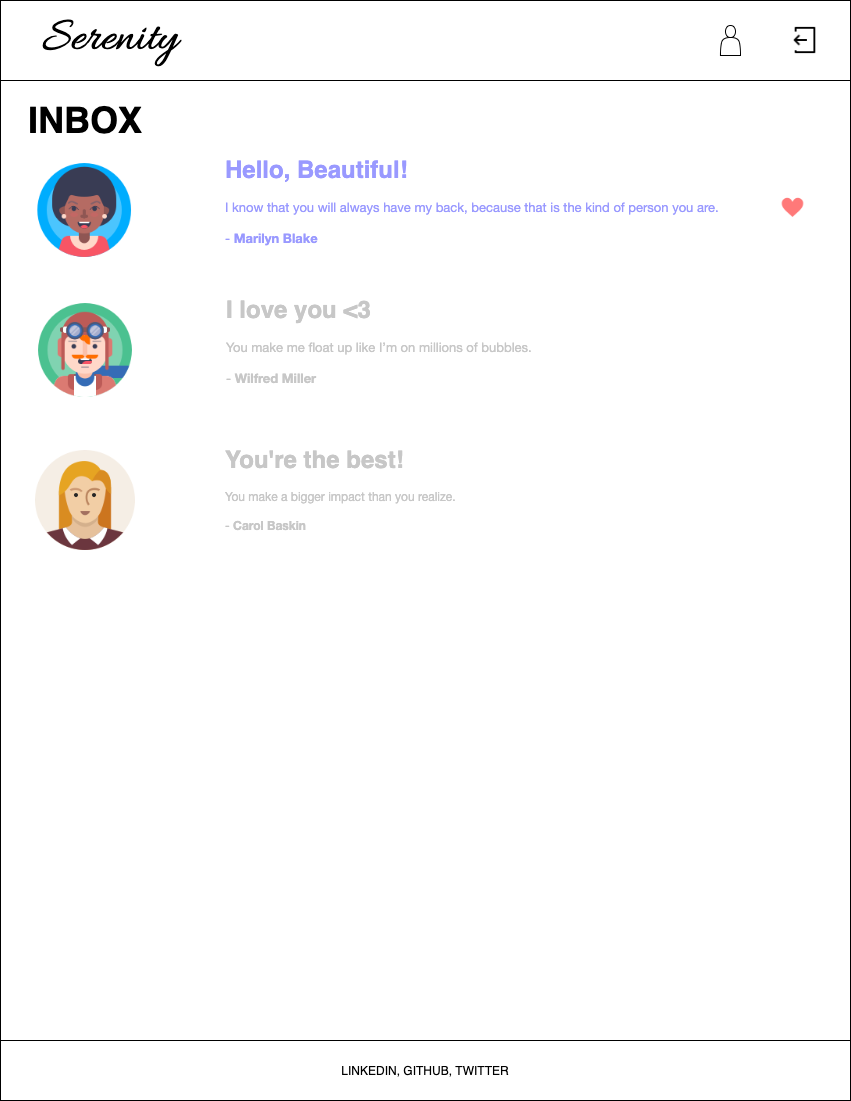 Serenity
INBOX
Hello, Beautiful!
I know that you will always have my back, because that is the kind of person you are.
- Marilyn Blake
I love you <3
You make me float up like I'm on millions of bubbles.
- Wilfred Miller
You're the best!
You make a bigger impact than you realize.
- Carol Baskin
LINKEDIN, GITHUB, TWITTER